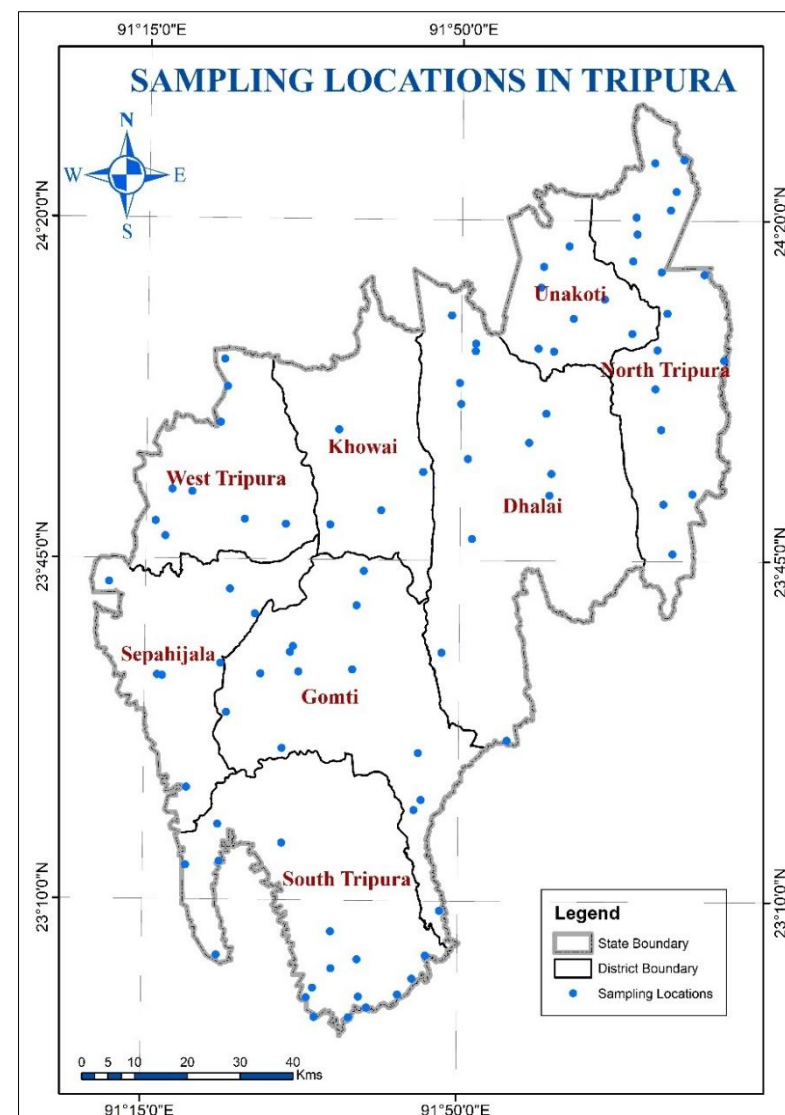 91°15'0"E
91°50'0"E
SAMPLING LOCATIONS IN TRIPURA
N
W
E
S
24°20'0"N
24°20'0"N
Unakoti
North Tripura
Khowai
West Tripura
Dhalai
23°45'0"N
23°45'0"N
Sepahijala
Gomti
South Tripura
23°10'0"N
23°10'0"N
Legend
State Boundary
District Boundary
Sampling Locations
0 5 10 20 30 40
Kms
91°15'0"E
91°50'0"E